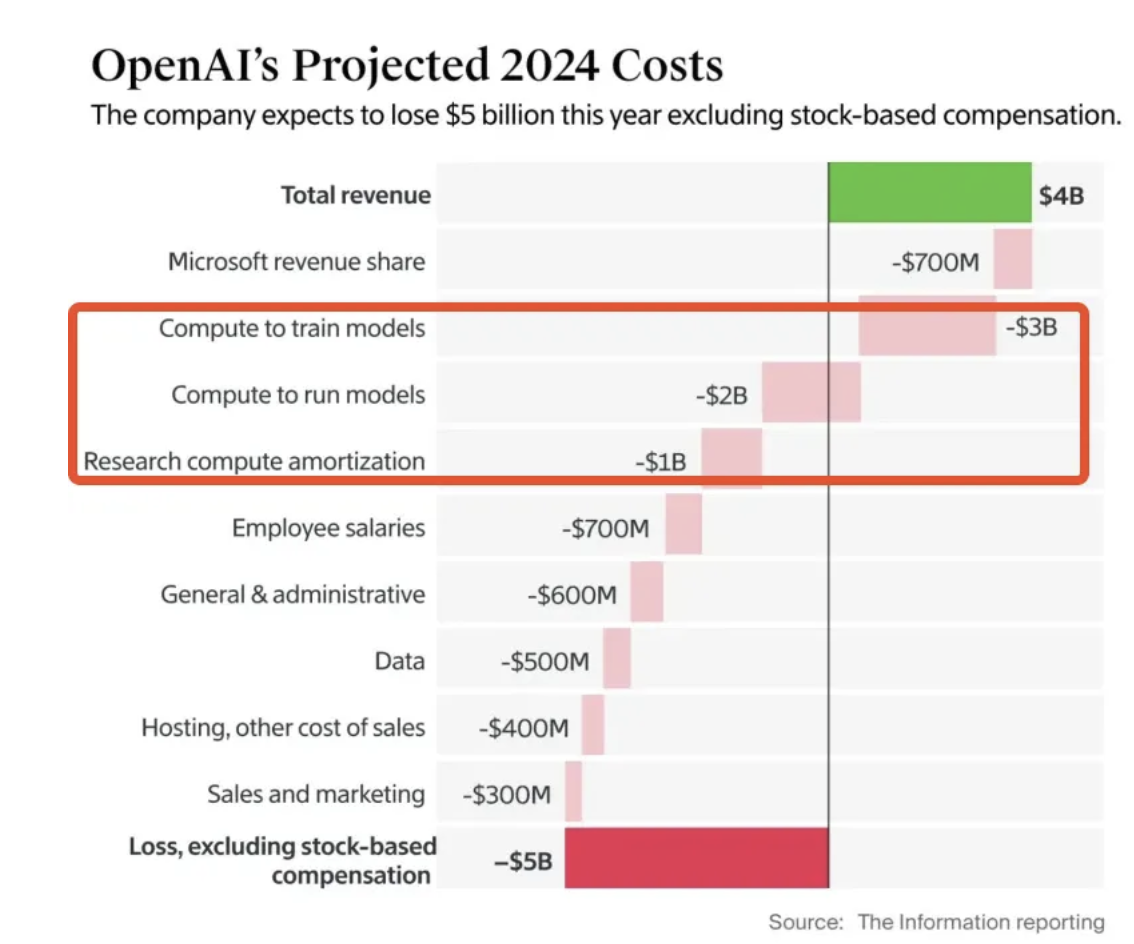 OpenAI’s Projected 2024 Costs
The company expects to lose $5 billion this year excluding stock-based compensation.
Total revenue $4B
Microsoft revenue share -$700M
Compute to train models -$3B
Compute to run models -$2B
Research compute amortization -$1B
Employee salaries -$700M
General & administrative -$600M
Data -$500M
Hosting, other cost of sales -$400M
Sales and marketing -$300M
Loss, excluding stock-based
compensation –$5B
Source: The Information reporting